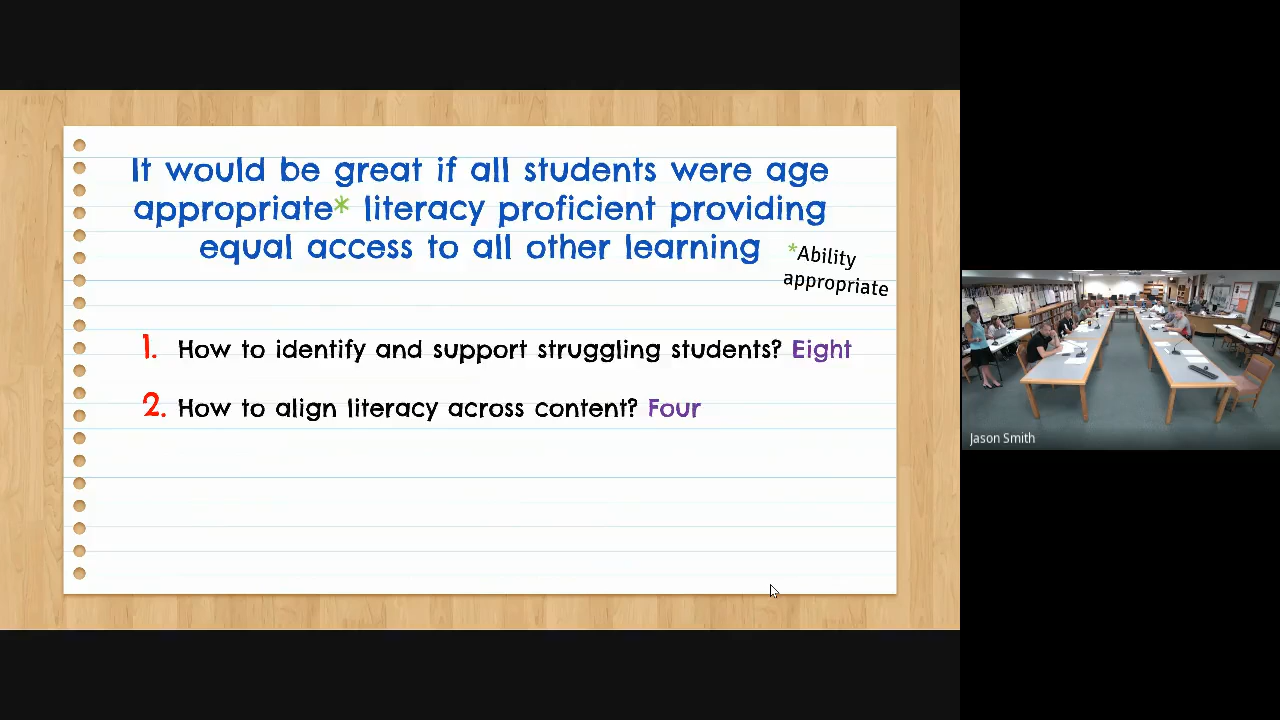 It would be great if all students were age
appropriate* literacy proficient providing
equal access to all other learning
*Ability
appropriate
1. How to identify and support struggling students? Eight
2. How to align literacy across content? Four
Jason Smith